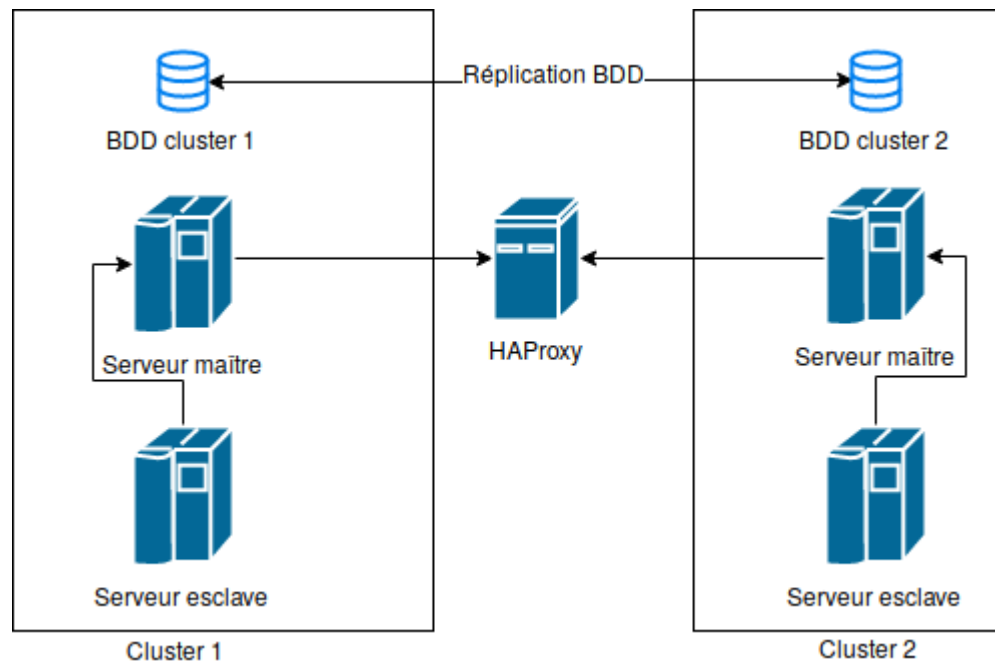 Réplication BDD
BDD cluster 1
BDD cluster 2
HAProxy
Serveur maître
Serveur maître
Serveur esclave
Serveur esclave
Cluster 1
Cluster 2